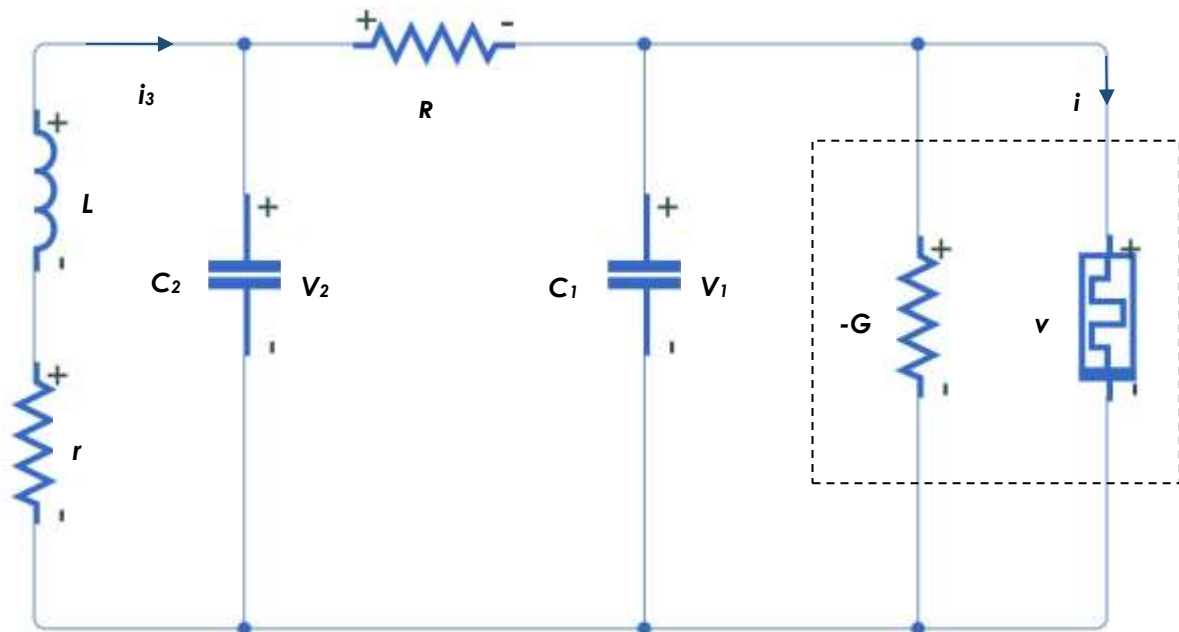 + -
i₃
R
i
+
L
-
+
C₂
V₂
-
+
C₁
V₁
-
+
-G
-
+
v
-
+
r
-